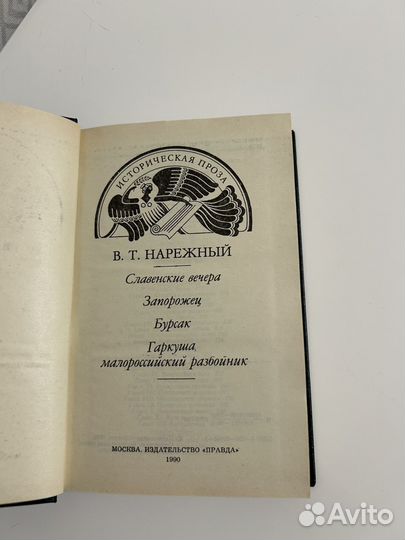 ИСТОРИЧЕСКАЯ ПРОЗА
В. Т. НАРЕЖНЫЙ
Славенские вечера
Запорожец
Бурсак
Гаркуша,
малороссийский разбойник
МОСКВА. ИЗДАТЕЛЬСТВО «ПРАВДА»
1990
Avito